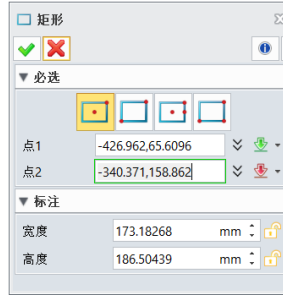 矩形
必选
点1 -426.962,65.6096
点2 -340.371,158.862
标注
宽度 173.18268 mm
高度 186.50439 mm